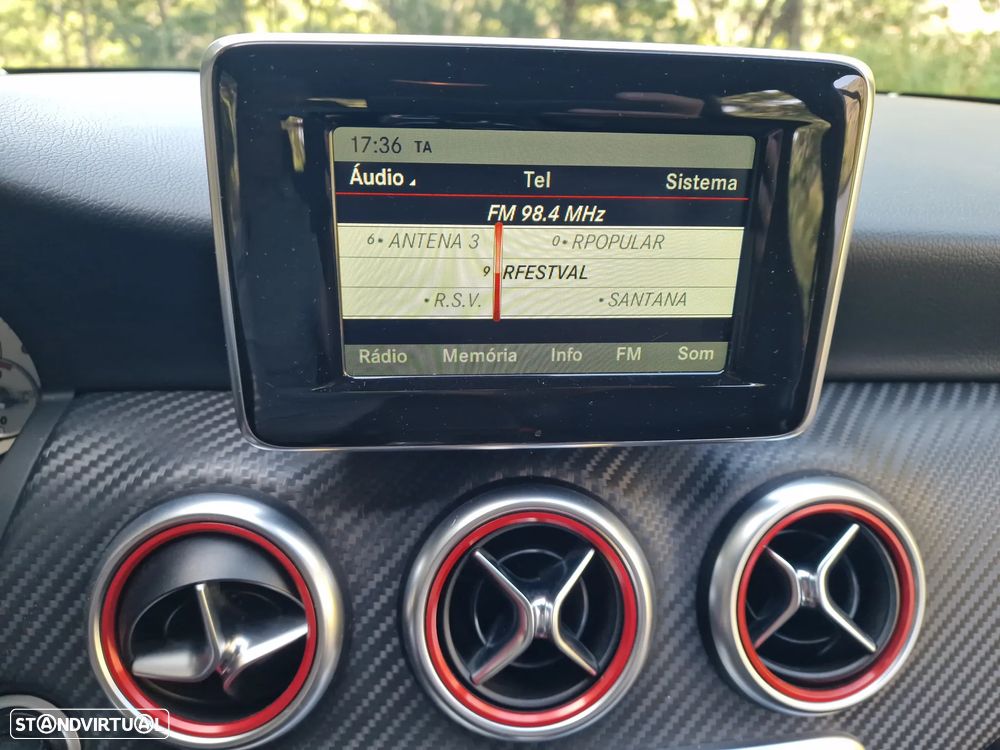 17:36 TA
Áudio Tel Sistema
FM 98.4 MHz
6• ANTENA 3 0• RPOPULAR
9 RFESTVAL
•R.S.V. •SANTANA
Rádio Memória Info FM Som
STANDVIRTUAL